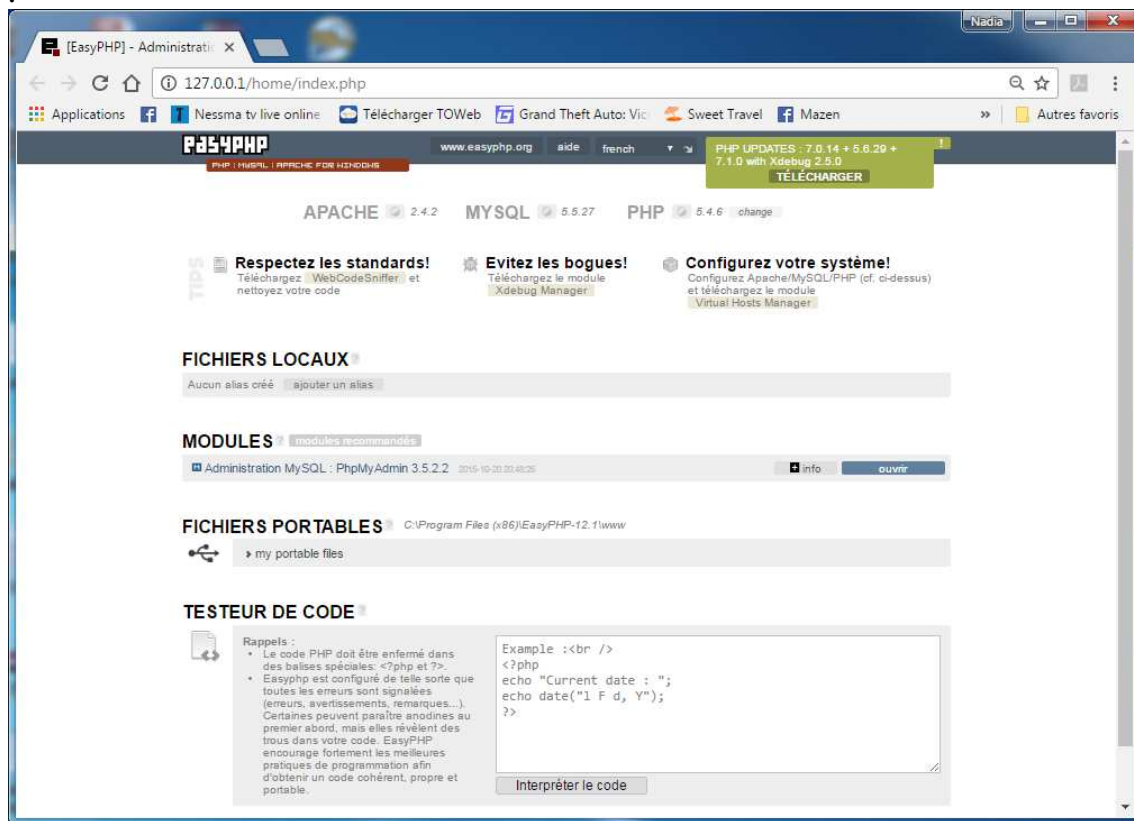 Nadia
[EasyPHP] - Administratio
127.0.0.1/home/index.php
Applications Nessma tv live online Télécharger TOWeb Grand Theft Auto: Vic Sweet Travel Mazen » Autres favoris
easyPHP www.easyphp.org aide french PHP UPDATES : 7.0.14 + 5.6.29 + !
PHP | MYSQL | APACHE FOR WINDOWS 7.1.0 with Xdebug 2.5.0
TÉLÉCHARGER
APACHE 2.4.2 MYSQL 5.5.27 PHP 5.4.6 change
TIPS
Respectez les standards!
Téléchargez WebCodeSniffer et
nettoyez votre code
Evitez les bogues!
Téléchargez le module
Xdebug Manager
Configurez votre système!
Configurez Apache/MySQL/PHP (cf. ci-dessus)
et téléchargez le module
Virtual Hosts Manager
FICHIERS LOCAUX ?
Aucun alias créé ajouter un alias
MODULES ? modules recommandés
Administration MySQL : PhpMyAdmin 3.5.2.2 info ouvrir
FICHIERS PORTABLES ? C:\Program Files (x86)\EasyPHP-12.1\www
my portable files
TESTEUR DE CODE ?
Rappels :
• Le code PHP doit être enfermé dans
des balises spéciales: <?php et ?>.
• Easyphp est configuré de telle sorte que
toutes les erreurs sont signalées
(erreurs, avertissements, remarques...).
Certaines peuvent paraître anodines au
premier abord, mais elles révèlent des
trous dans votre code. EasyPHP
encourage fortement les meilleures
pratiques de programmation afin
d'obtenir un code cohérent, propre et
portable.
Example :<br />
<?php
echo "Current date : ";
echo date("l F d, Y");
?>
Interpréter le code